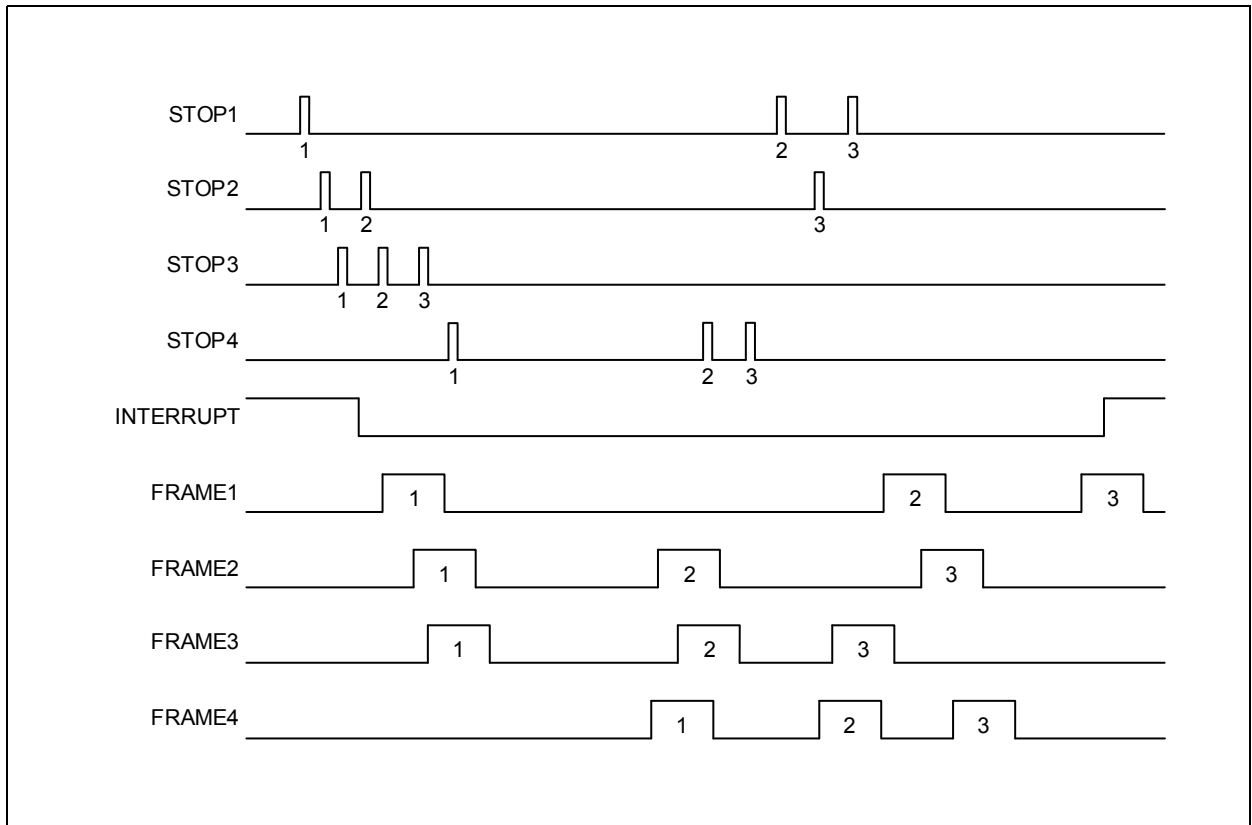 STOP1
1 2 3
STOP2
1 2 3
STOP3
1 2 3
STOP4
1 2 3
INTERRUPT
FRAME1 1 2 3
FRAME2 1 2 3
FRAME3 1 2 3
FRAME4 1 2 3